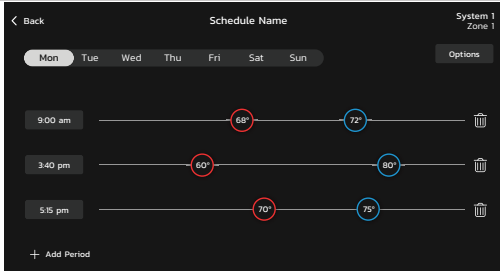 Back
Schedule Name
System 1
Zone 1
Mon Tue Wed Thu Fri Sat Sun
Options
9:00 am 68° 72°
3:40 pm 60° 80°
5:15 pm 70° 75°
+ Add Period